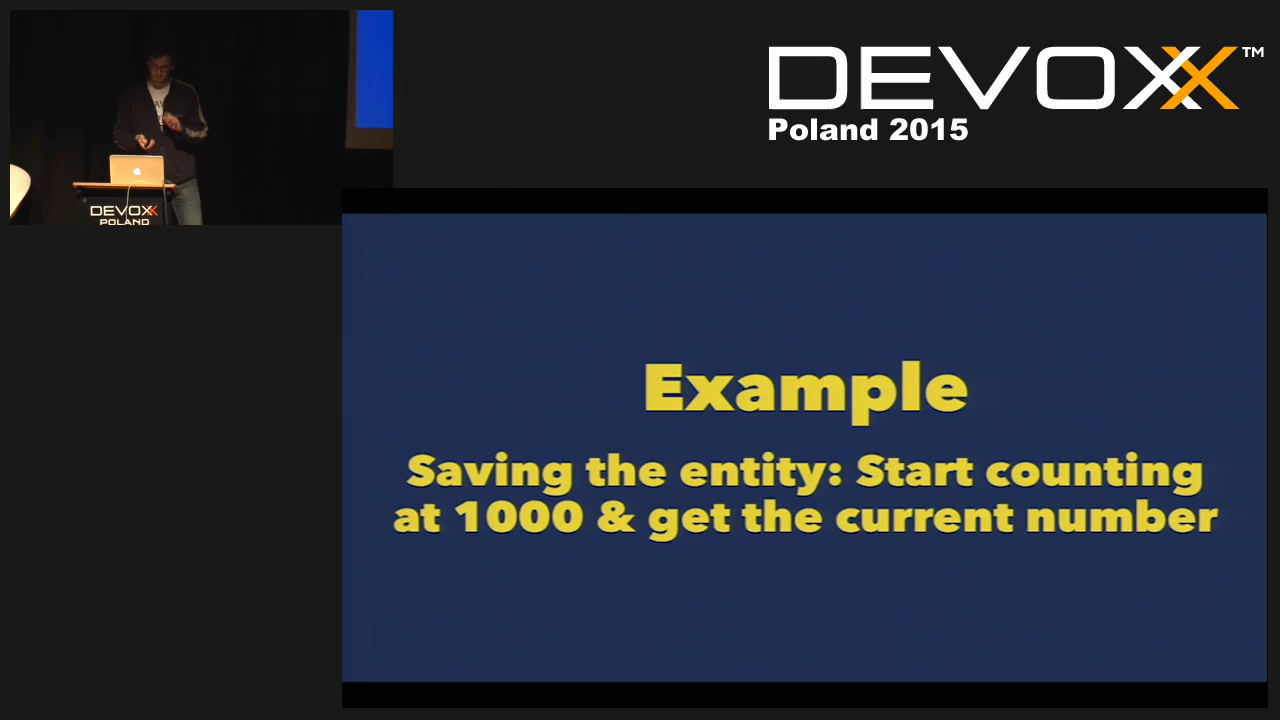 DEVOXX™
Poland 2015
DEVOXX
POLAND
Example
Saving the entity: Start counting
at 1000 & get the current number